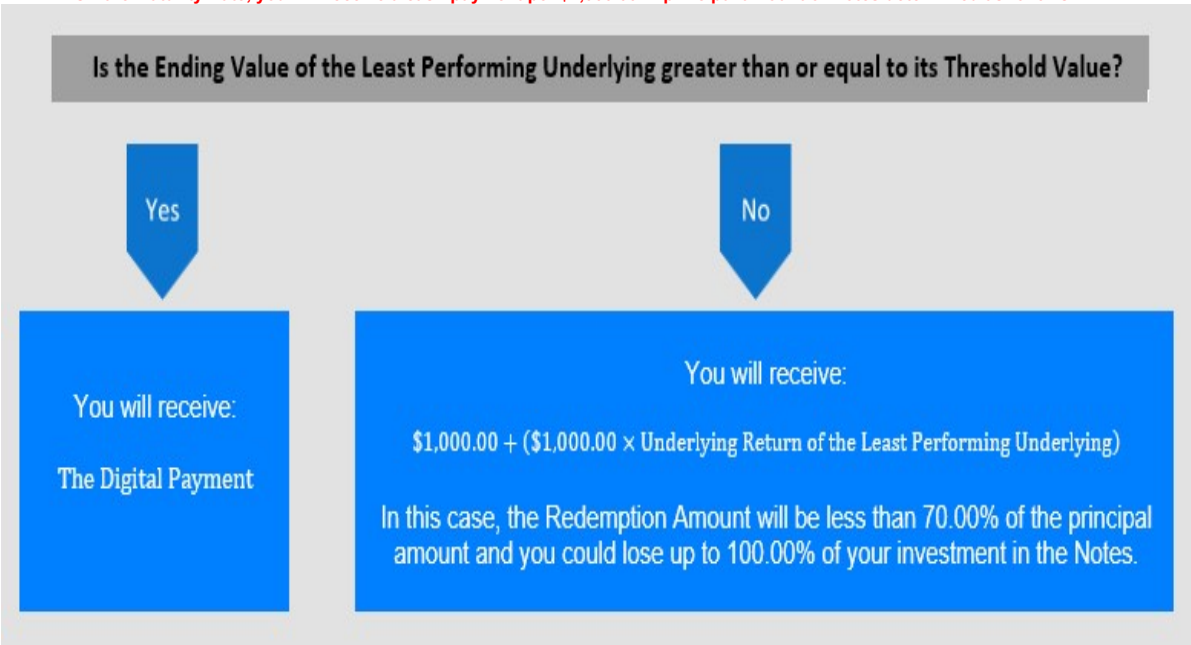 Is the Ending Value of the Least Performing Underlying greater than or equal to its Threshold Value?
Yes
No
You will receive:
The Digital Payment
You will receive:
$1,000.00 + ($1,000.00 × Underlying Return of the Least Performing Underlying)
In this case, the Redemption Amount will be less than 70.00% of the principal
amount and you could lose up to 100.00% of your investment in the Notes.